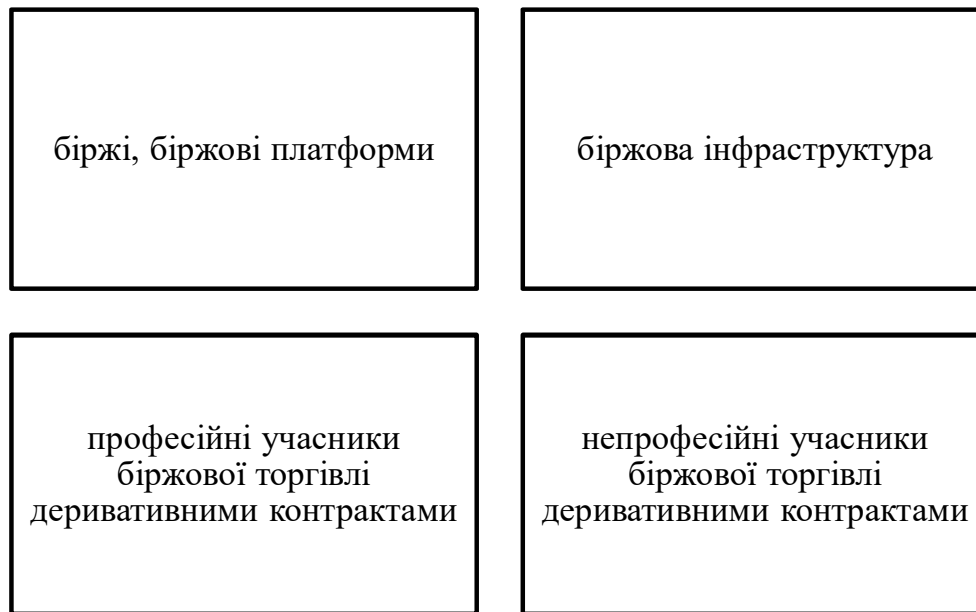 біржі, біржові платформи
біржова інфраструктура
професійні учасники
біржової торгівлі
деривативними контрактами
непрофесійні учасники
біржової торгівлі
деривативними контрактами